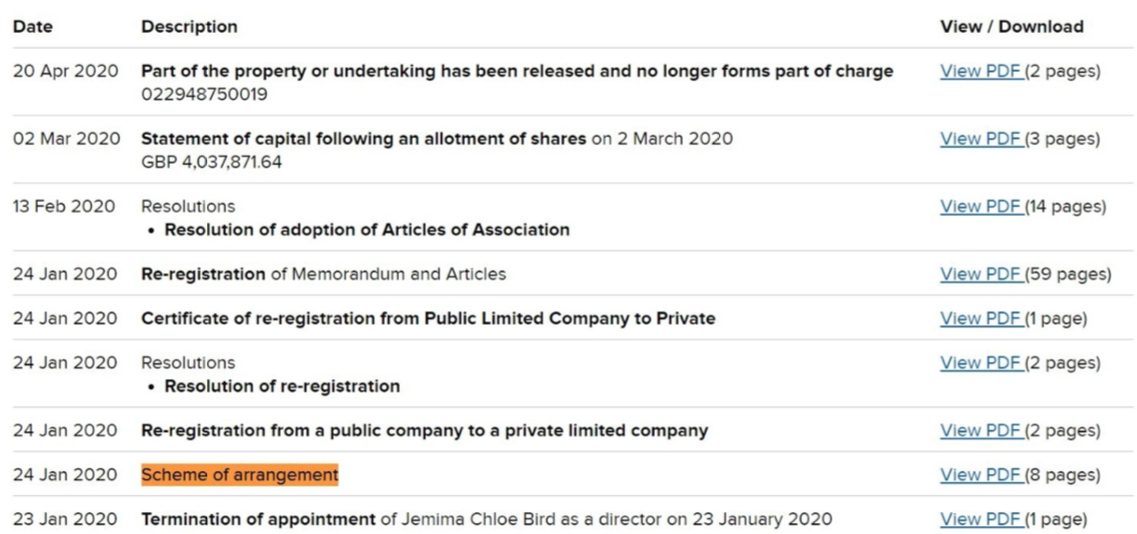 Date Description View / Download
20 Apr 2020 Part of the property or undertaking has been released and no longer forms part of charge View PDF (2 pages)
022948750019
02 Mar 2020 Statement of capital following an allotment of shares on 2 March 2020 View PDF (3 pages)
GBP 4,037,871.64
13 Feb 2020 Resolutions View PDF (14 pages)
• Resolution of adoption of Articles of Association
24 Jan 2020 Re-registration of Memorandum and Articles View PDF (59 pages)
24 Jan 2020 Certificate of re-registration from Public Limited Company to Private View PDF (1 page)
24 Jan 2020 Resolutions View PDF (2 pages)
• Resolution of re-registration
24 Jan 2020 Re-registration from a public company to a private limited company View PDF (2 pages)
24 Jan 2020 Scheme of arrangement View PDF (8 pages)
23 Jan 2020 Termination of appointment of Jemima Chloe Bird as a director on 23 January 2020 View PDF (1 page)